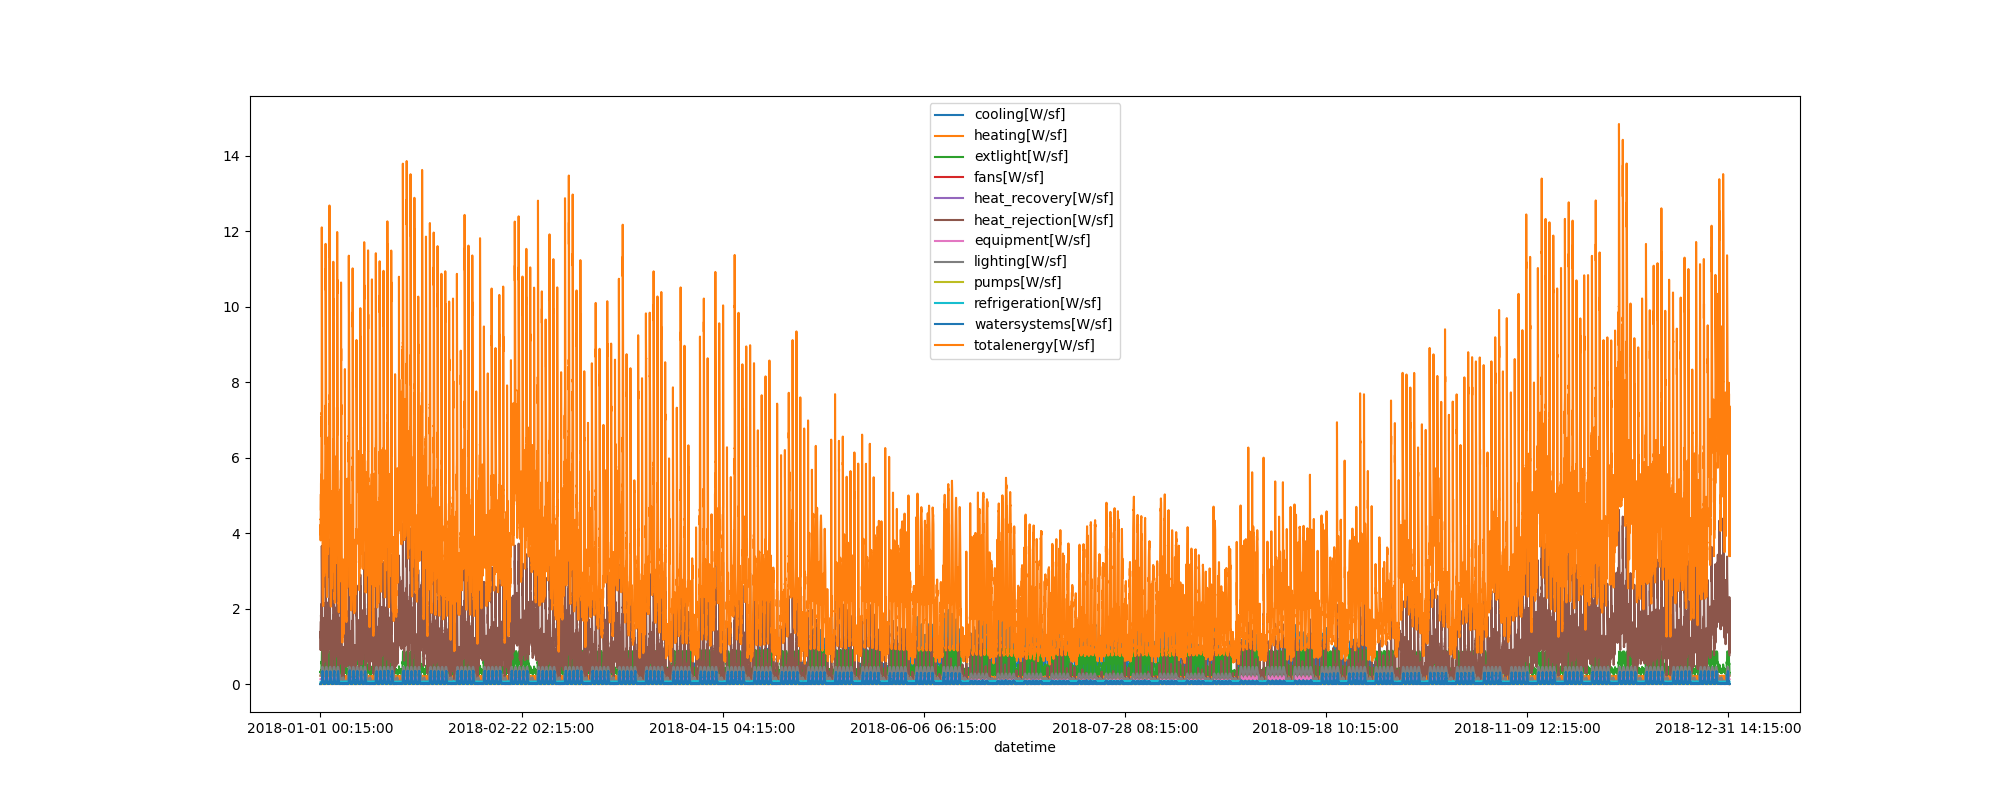 cooling[W/sf]
heating[W/sf]
extlight[W/sf]
fans[W/sf]
heat_recovery[W/sf]
heat_rejection[W/sf]
equipment[W/sf]
lighting[W/sf]
pumps[W/sf]
refrigeration[W/sf]
watersystems[W/sf]
totalenergy[W/sf]
14
12
10
8
6
4
2
0
2018-01-01 00:15:00 2018-02-22 02:15:00 2018-04-15 04:15:00 2018-06-06 06:15:00 2018-07-28 08:15:00 2018-09-18 10:15:00 2018-11-09 12:15:00 2018-12-31 14:15:00
datetime